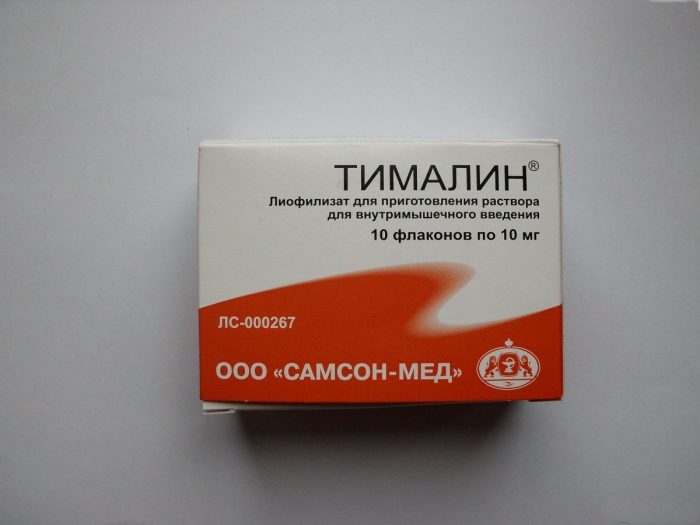 ТИМАЛИН®
Лиофилизат для приготовления раствора
для внутримышечного введения
10 флаконов по 10 мг
ЛС-000267
ООО «САМСОН-МЕД»